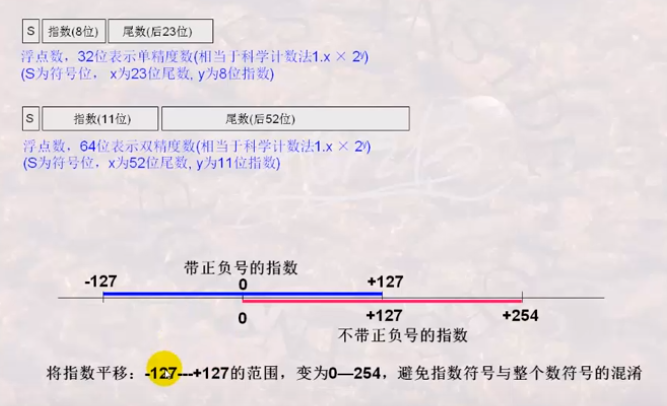 S 指数(8位) 尾数(后23位)
浮点数，32位表示单精度数(相当于科学计数法1.x × 2ʸ)
(S为符号位， x为23位尾数, y为8位指数)
S 指数(11位) 尾数(后52位)
浮点数，64位表示双精度数(相当于科学计数法1.x × 2ʸ)
(S为符号位，x为52位尾数, y为11位指数)
带正负号的指数
-127 0 +127
0 +127 +254
不带正负号的指数
将指数平移：-127---+127的范围，变为0—254，避免指数符号与整个数符号的混淆